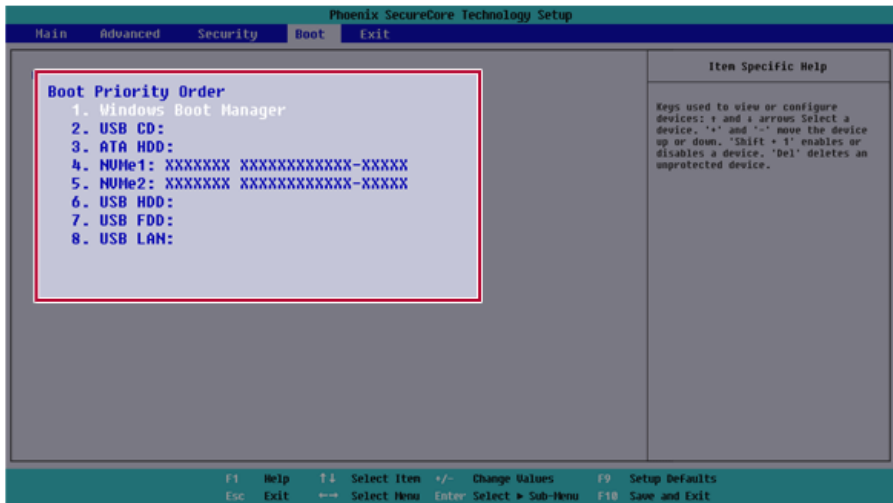 Phoenix SecureCore Technology Setup
Main Advanced Security Boot Exit
Boot Priority Order
1. Windows Boot Manager
2. USB CD:
3. ATA HDD:
4. NVMe1: XXXXXXX XXXXXXXXXXXX-XXXXX
5. NVMe2: XXXXXXX XXXXXXXXXXXX-XXXXX
6. USB HDD:
7. USB FDD:
8. USB LAN:
Item Specific Help
Keys used to view or configure
devices: ↑ and ↓ arrows Select a
device. '+' and '-' move the device
up or down. 'Shift + 1' enables or
disables a device. 'Del' deletes an
unprotected device.
F1 Help ↑↓ Select Item +/- Change Values F9 Setup Defaults
Esc Exit ←→ Select Menu Enter Select ▶ Sub-Menu F10 Save and Exit